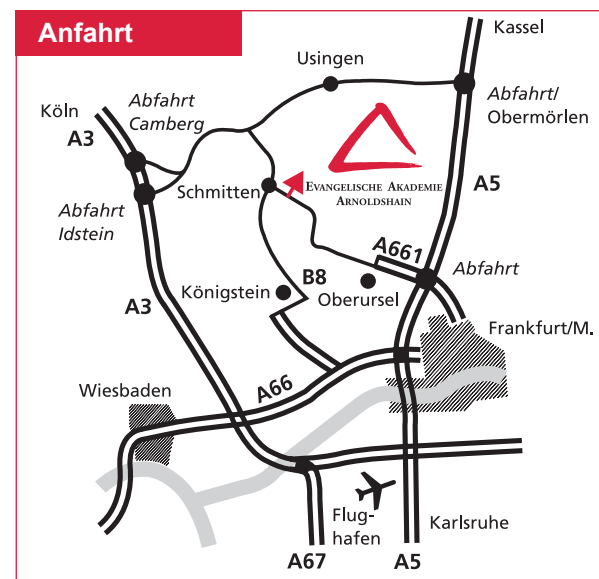 Anfahrt
Kassel
Usingen
Abfahrt
Camberg
Köln
A3
Abfahrt/
Obermörlen
Schmitten
EVANGELISCHE AKADEMIE
ARNOLDSHAIN
A5
Abfahrt
Idstein
A661
Abfahrt
B8
Königstein
Oberursel
A3
Frankfurt/M.
A66
Wiesbaden
Flug-
hafen
Karlsruhe
A67
A5